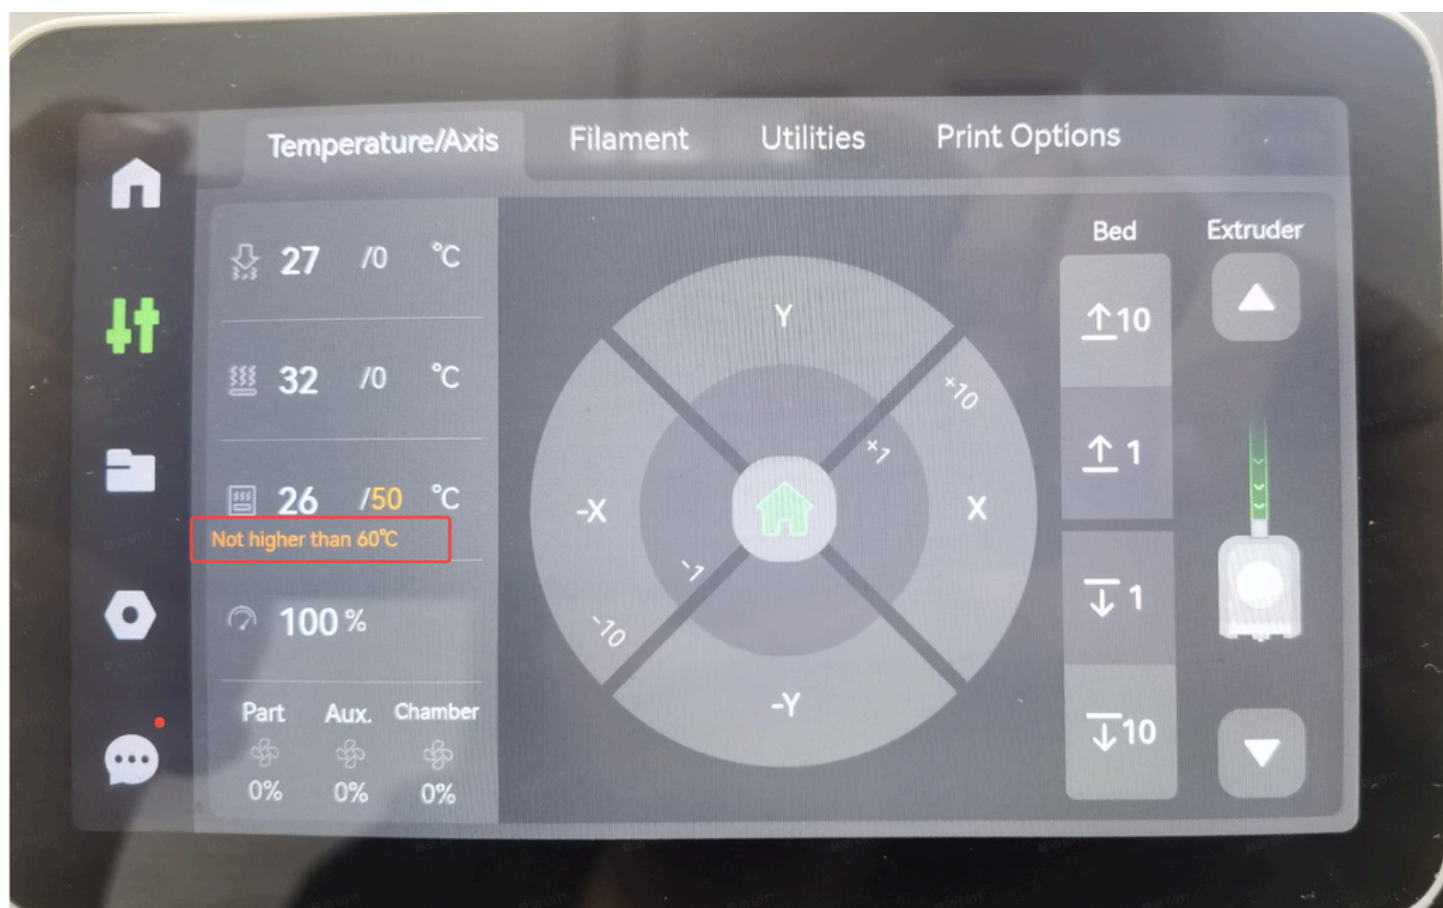 Temperature/Axis
Filament
Utilities
Print Options
27 /0 °C
32 /0 °C
26 /50 °C
Not higher than 60℃
100 %
Part Aux. Chamber
0% 0% 0%
Y
+10
+1
-X
X
-1
-10
-Y
Bed
10
1
1
10
Extruder